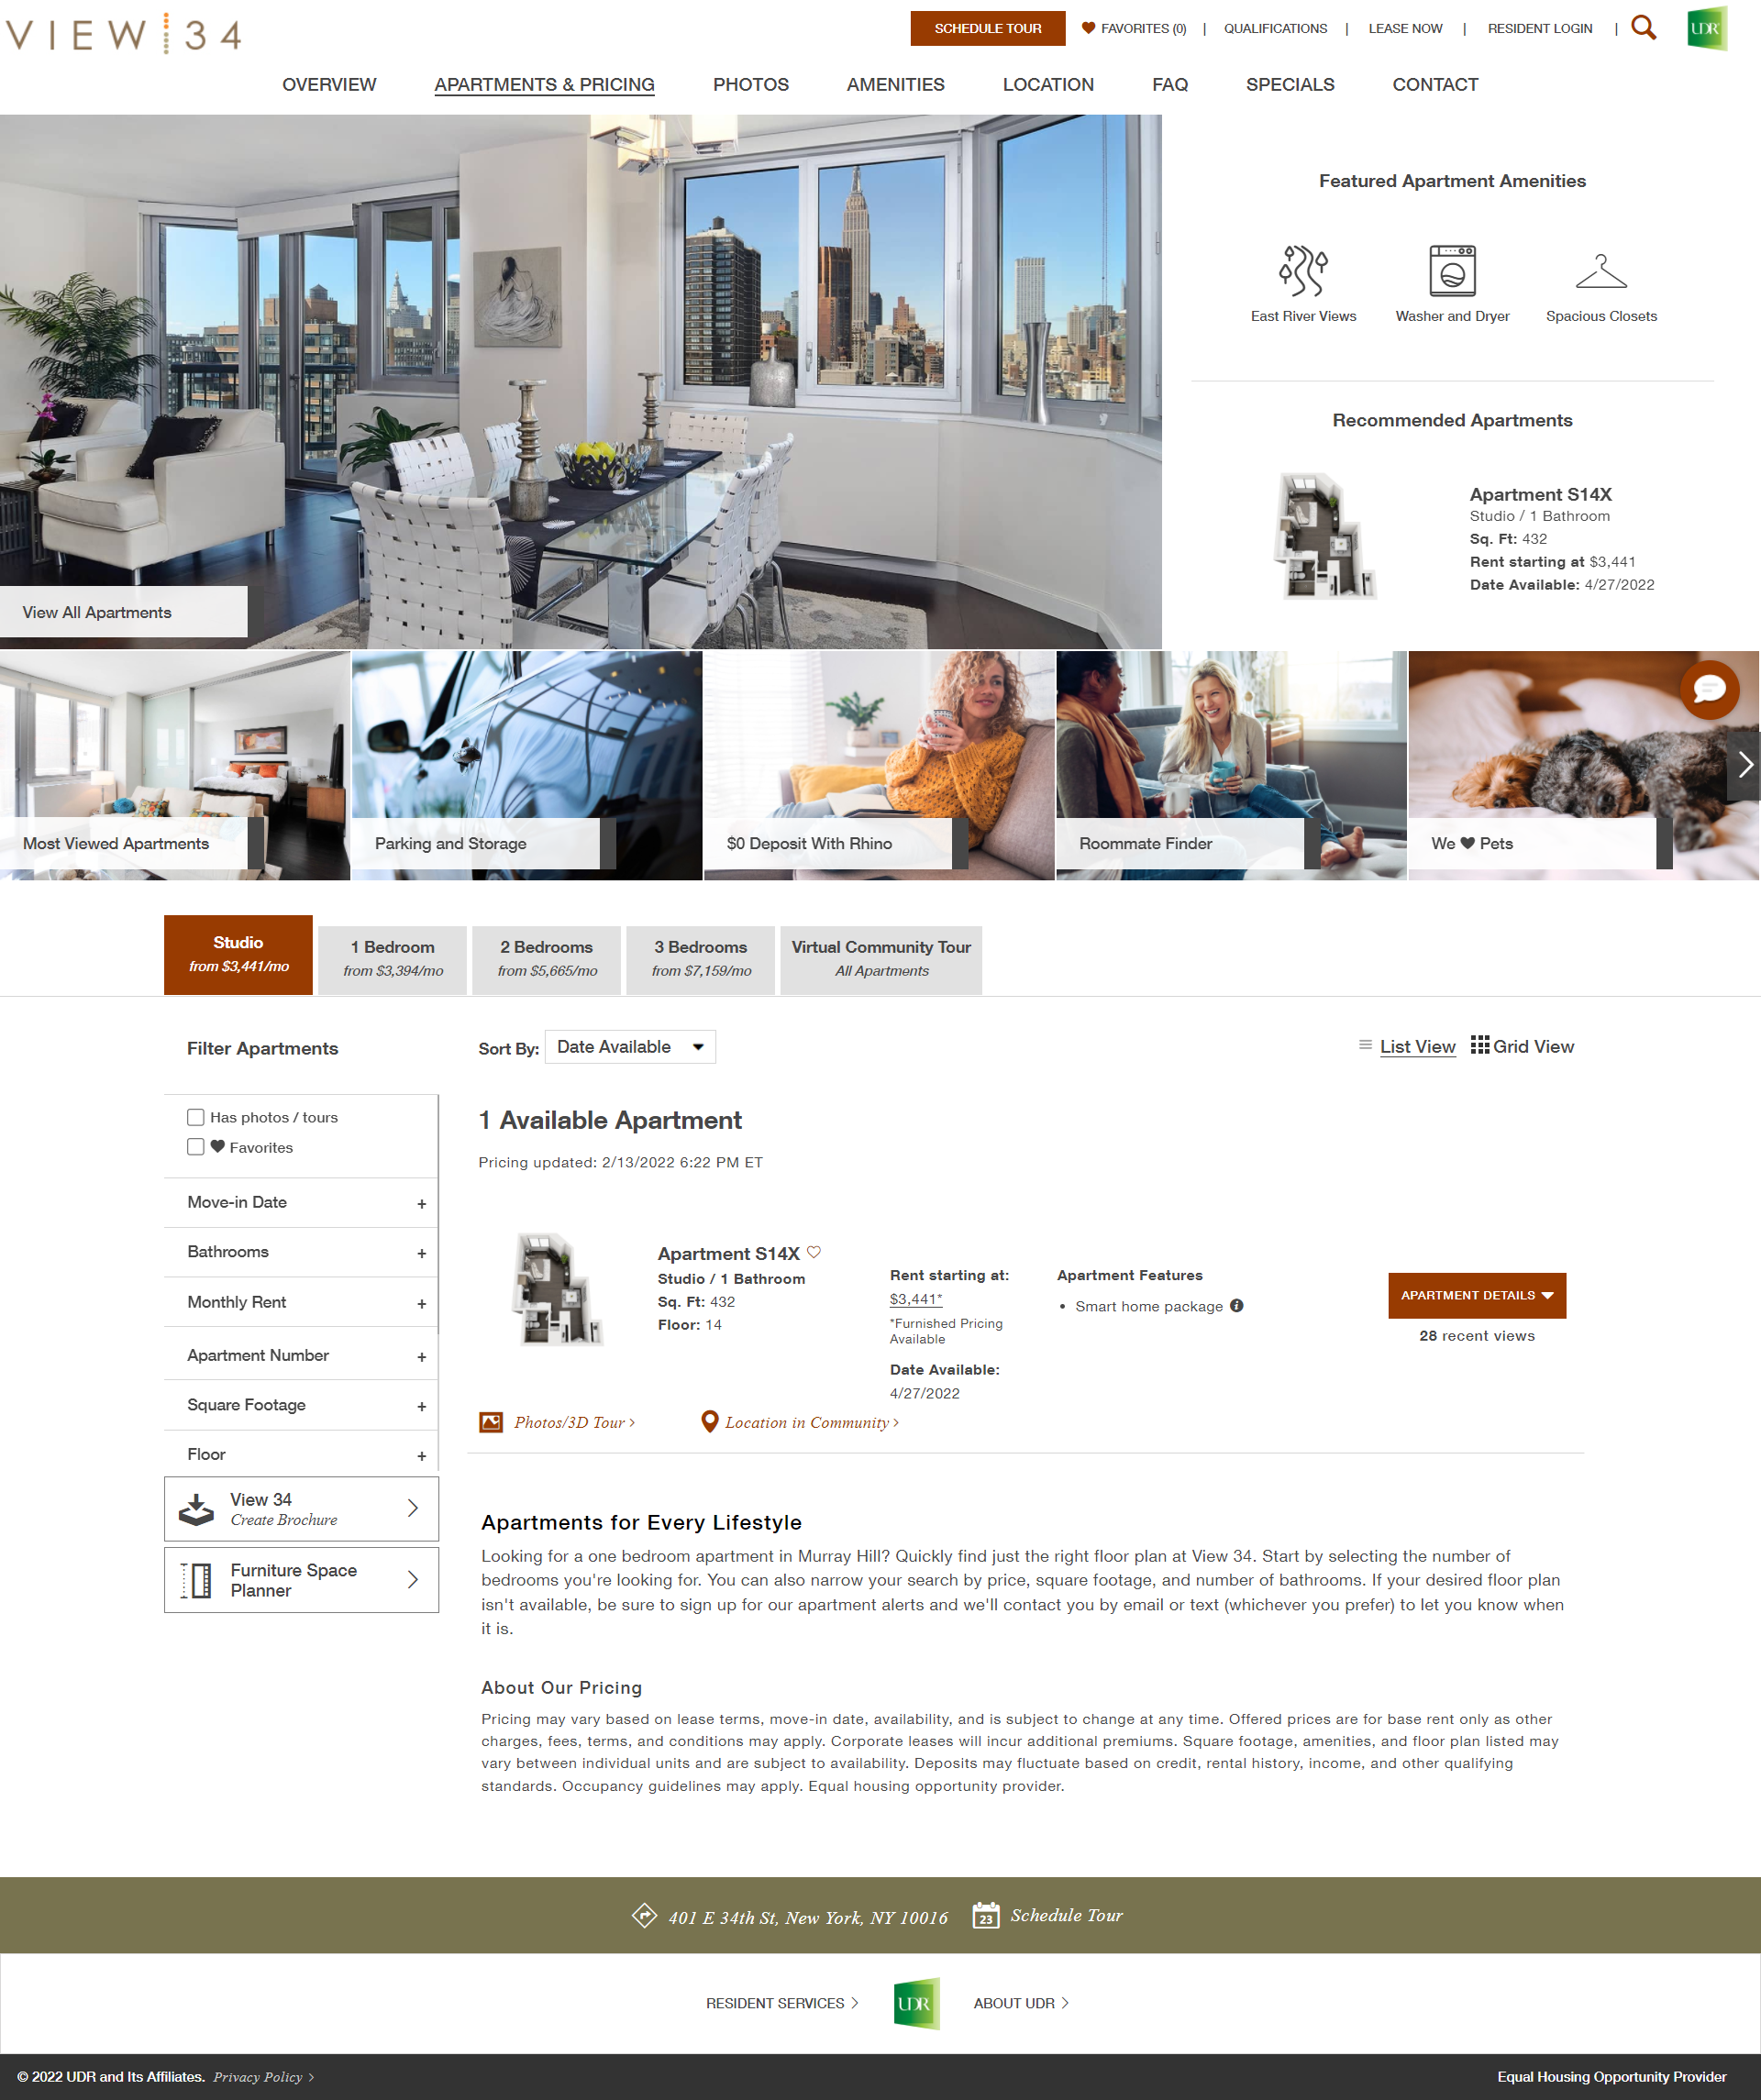 VIEW 34
SCHEDULE TOUR
FAVORITES (0) | QUALIFICATIONS | LEASE NOW | RESIDENT LOGIN |
UDR
OVERVIEW APARTMENTS & PRICING PHOTOS AMENITIES LOCATION FAQ SPECIALS CONTACT
View All Apartments
Featured Apartment Amenities
East River Views Washer and Dryer Spacious Closets
Recommended Apartments
Apartment S14X
Studio / 1 Bathroom
Sq. Ft: 432
Rent starting at $3,441
Date Available: 4/27/2022
Most Viewed Apartments
Parking and Storage
$0 Deposit With Rhino
Roommate Finder
We ♥ Pets
Studio
from $3,441/mo
1 Bedroom
from $3,394/mo
2 Bedrooms
from $5,665/mo
3 Bedrooms
from $7,159/mo
Virtual Community Tour
All Apartments
Filter Apartments
Has photos / tours
Favorites
Move-in Date +
Bathrooms +
Monthly Rent +
Apartment Number +
Square Footage +
Floor +
View 34
Create Brochure
Furniture Space
Planner
Sort By: Date Available
List View Grid View
1 Available Apartment
Pricing updated: 2/13/2022 6:22 PM ET
Apartment S14X
Studio / 1 Bathroom
Sq. Ft: 432
Floor: 14
Rent starting at:
$3,441*
*Furnished Pricing
Available
Date Available:
4/27/2022
Apartment Features
• Smart home package
APARTMENT DETAILS
28 recent views
Photos/3D Tour >
Location in Community >
Apartments for Every Lifestyle
Looking for a one bedroom apartment in Murray Hill? Quickly find just the right floor plan at View 34. Start by selecting the number of
bedrooms you're looking for. You can also narrow your search by price, square footage, and number of bathrooms. If your desired floor plan
isn't available, be sure to sign up for our apartment alerts and we'll contact you by email or text (whichever you prefer) to let you know when
it is.
About Our Pricing
Pricing may vary based on lease terms, move-in date, availability, and is subject to change at any time. Offered prices are for base rent only as other
charges, fees, terms, and conditions may apply. Corporate leases will incur additional premiums. Square footage, amenities, and floor plan listed may
vary between individual units and are subject to availability. Deposits may fluctuate based on credit, rental history, income, and other qualifying
standards. Occupancy guidelines may apply. Equal housing opportunity provider.
401 E 34th St, New York, NY 10016
23 Schedule Tour
RESIDENT SERVICES >
UDR
ABOUT UDR >
© 2022 UDR and Its Affiliates. Privacy Policy >
Equal Housing Opportunity Provider